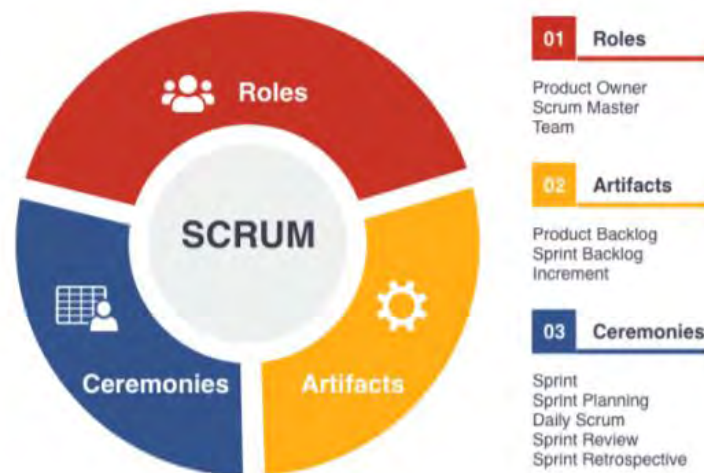 Roles
SCRUM
Ceremonies
Artifacts
01 Roles
Product Owner
Scrum Master
Team
02 Artifacts
Product Backlog
Sprint Backlog
Increment
03 Ceremonies
Sprint
Sprint Planning
Daily Scrum
Sprint Review
Sprint Retrospective